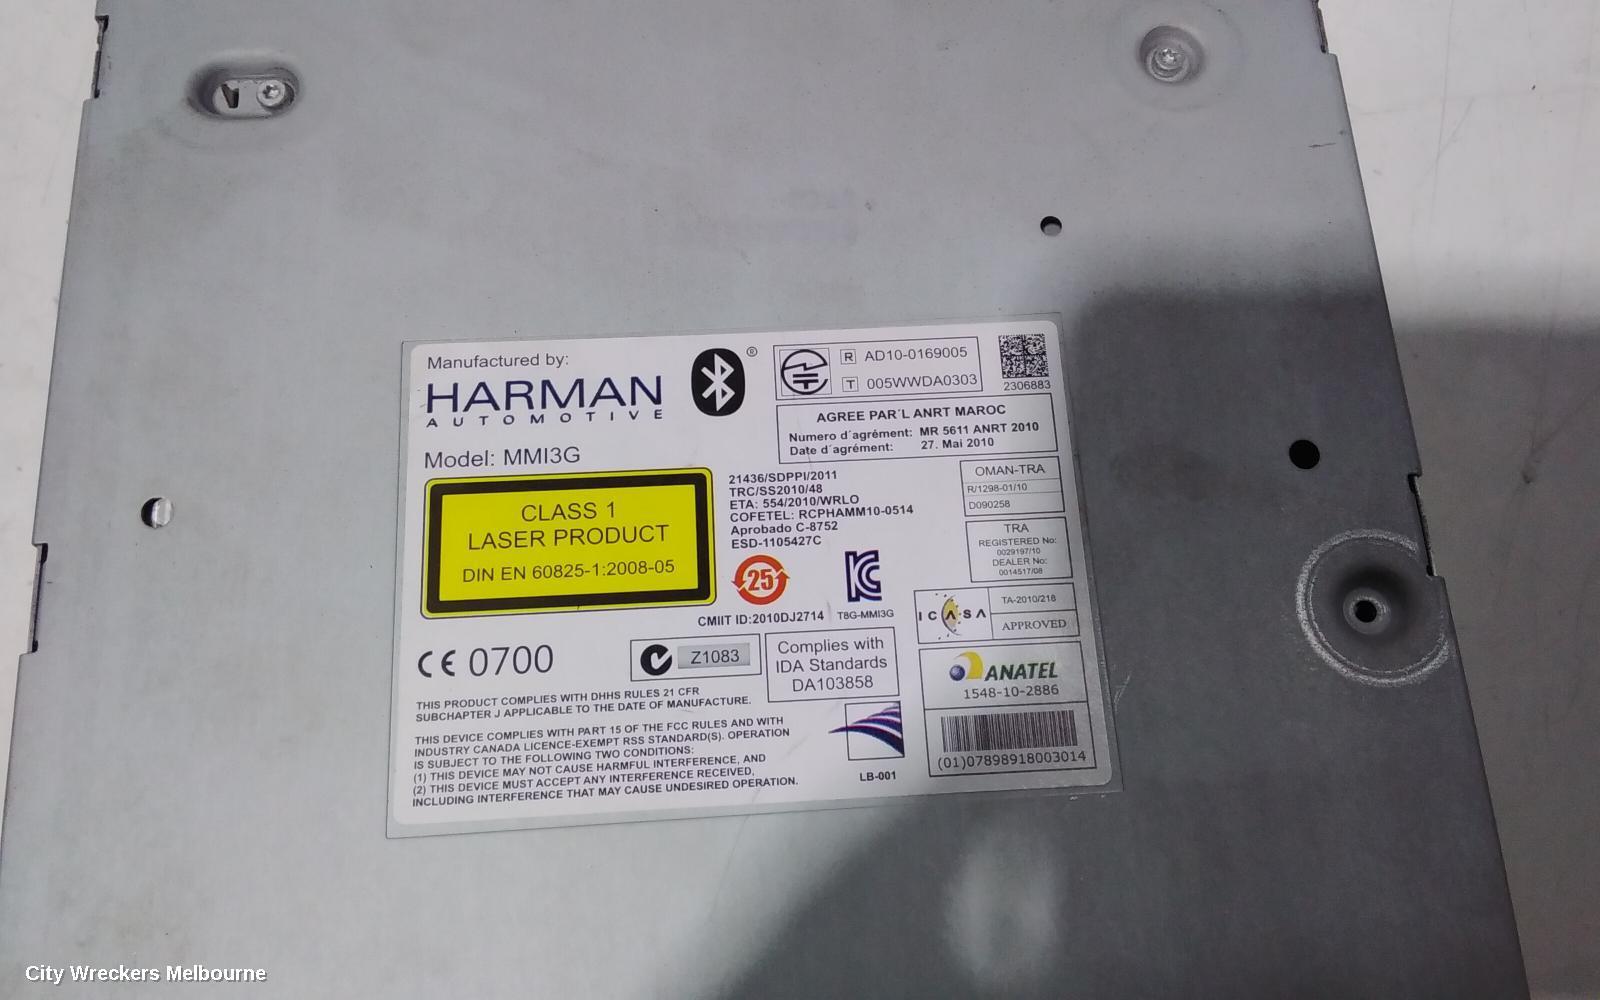 Manufactured by:
HARMAN
AUTOMOTIVE
®
Model: MMI3G
R AD10-0169005
T 005WWDA0303
2306883
AGREE PAR´L ANRT MAROC
Numero d´agrément: MR 5611 ANRT 2010
Date d´agrément: 27. Mai 2010
CLASS 1
LASER PRODUCT
DIN EN 60825-1:2008-05
21436/SDPPI/2011
TRC/SS2010/48
ETA: 554/2010/WRLO
COFETEL: RCPHAMM10-0514
Aprobado C-8752
ESD-1105427C
OMAN-TRA
R/1298-01/10
D090258
TRA
REGISTERED No:
0029197/10
DEALER No:
0014517/08
25
CMIIT ID:2010DJ2714
T8G-MMI3G
ICASA
TA-2010/218
APPROVED
CE 0700
Z1083
Complies with
IDA Standards
DA103858
ANATEL
1548-10-2886
(01)07898918003014
THIS PRODUCT COMPLIES WITH DHHS RULES 21 CFR
SUBCHAPTER J APPLICABLE TO THE DATE OF MANUFACTURE.
THIS DEVICE COMPLIES WITH PART 15 OF THE FCC RULES AND WITH
INDUSTRY CANADA LICENCE-EXEMPT RSS STANDARD(S). OPERATION
IS SUBJECT TO THE FOLLOWING TWO CONDITIONS:
(1) THIS DEVICE MAY NOT CAUSE HARMFUL INTERFERENCE, AND
(2) THIS DEVICE MUST ACCEPT ANY INTERFERENCE RECEIVED,
INCLUDING INTERFERENCE THAT MAY CAUSE UNDESIRED OPERATION.
LB-001
City Wreckers Melbourne